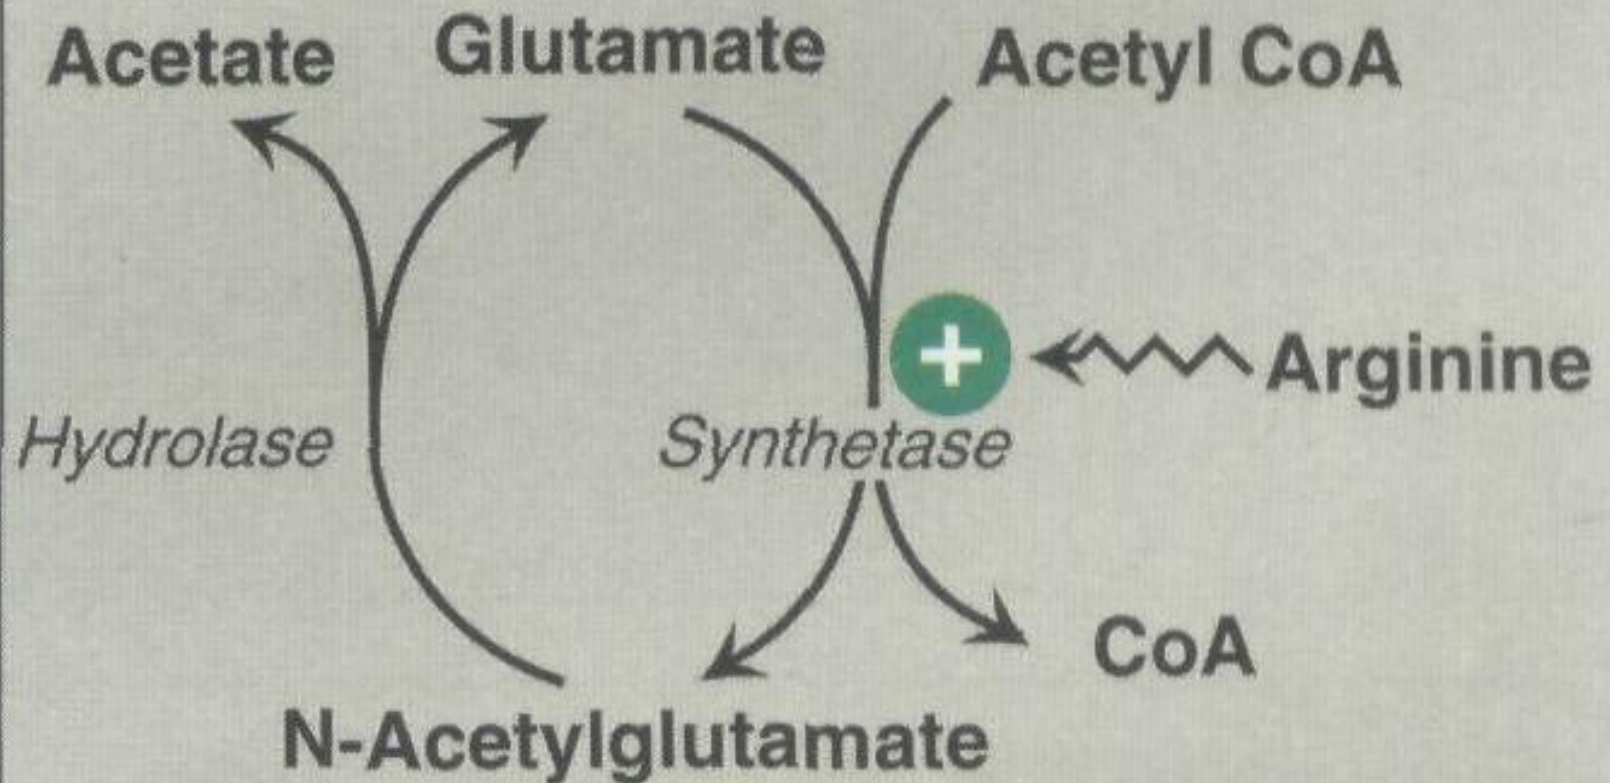 Acetate
Glutamate
Acetyl CoA
+
Arginine
Hydrolase
Synthetase
CoA
N-Acetylglutamate